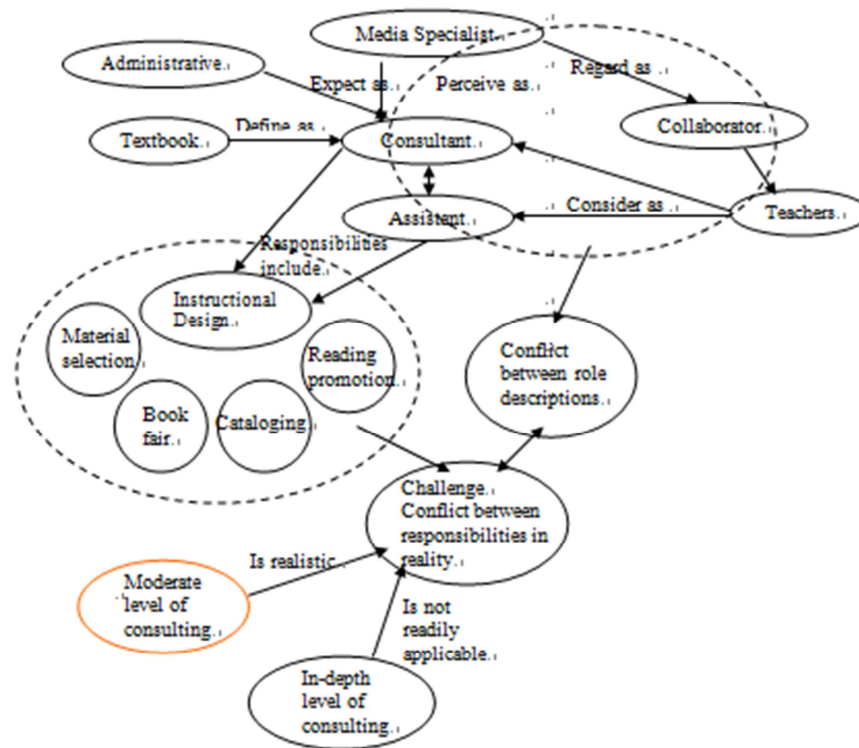 Media Specialist.
Administrative.
Expect as.
Perceive as.
Regard as .
Textbook.
Define as.
Consultant.
Collaborator.
Assistant.
Consider as .
Teachers.
Responsibilities
include.
Instructional
Design.
Material
selection.
Reading
promotion.
Book
fair.
Cataloging.
Conflict
between role
descriptions.
Challenge.
Conflict between
responsibilities in
reality.
Is realistic .
Moderate
level of
consulting.
Is not
readily
applicable.
In-depth
level of
consulting.